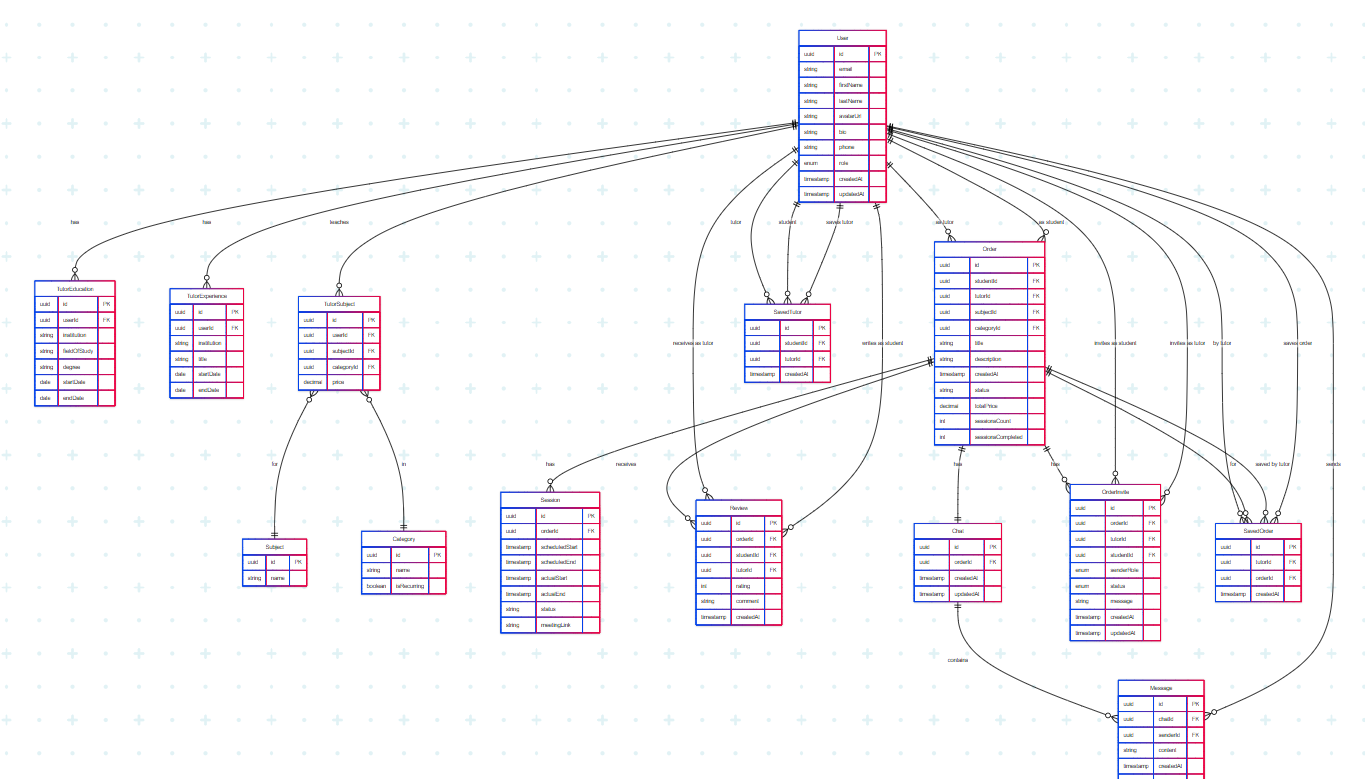 User
uuid id PK
string email
string firstName
string lastName
string avatarUrl
string bio
string phone
enum role
timestamp createdAt
timestamp updatedAt
has
has
teaches
tutor
student
saves tutor
as tutor
as student
TutorEducation
uuid id PK
uuid userId FK
string institution
string fieldOfStudy
string degree
date startDate
date endDate
TutorExperience
uuid id PK
uuid userId FK
string institution
string title
date startDate
date endDate
TutorSubject
uuid id PK
uuid userId FK
uuid subjectId FK
uuid categoryId FK
decimal price
SavedTutor
uuid id PK
uuid studentId FK
uuid tutorId FK
timestamp createdAt
Order
uuid id PK
uuid studentId FK
uuid tutorId FK
uuid subjectId FK
uuid categoryId FK
string title
string description
timestamp createdAt
string status
decimal totalPrice
int sessionsCount
int sessionsCompleted
receives as tutor
writes as student
invites as student
invites as tutor
by tutor
saves order
for
in
has
receives
has
has
for
saved by tutor
sends
Subject
uuid id PK
string name
Category
uuid id PK
string name
boolean isRecurring
Session
uuid id PK
uuid orderId FK
timestamp scheduledStart
timestamp scheduledEnd
timestamp actualStart
timestamp actualEnd
string status
string meetingLink
Review
uuid id PK
uuid orderId FK
uuid studentId FK
uuid tutorId FK
int rating
string comment
timestamp createdAt
Chat
uuid id PK
uuid orderId FK
timestamp createdAt
timestamp updatedAt
OrderInvite
uuid id PK
uuid orderId FK
uuid tutorId FK
uuid studentId FK
enum senderRole
enum status
string message
timestamp createdAt
timestamp updatedAt
SavedOrder
uuid id PK
uuid tutorId FK
uuid orderId FK
timestamp createdAt
contains
Message
uuid id PK
uuid chatId FK
uuid senderId FK
string content
timestamp createdAt